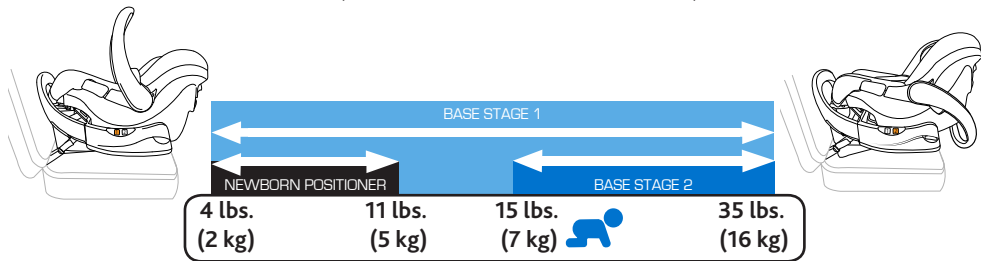 BASE STAGE 1
NEWBORN POSITIONER
BASE STAGE 2
4 lbs.
(2 kg)
11 lbs.
(5 kg)
15 lbs.
(7 kg)
35 lbs.
(16 kg)